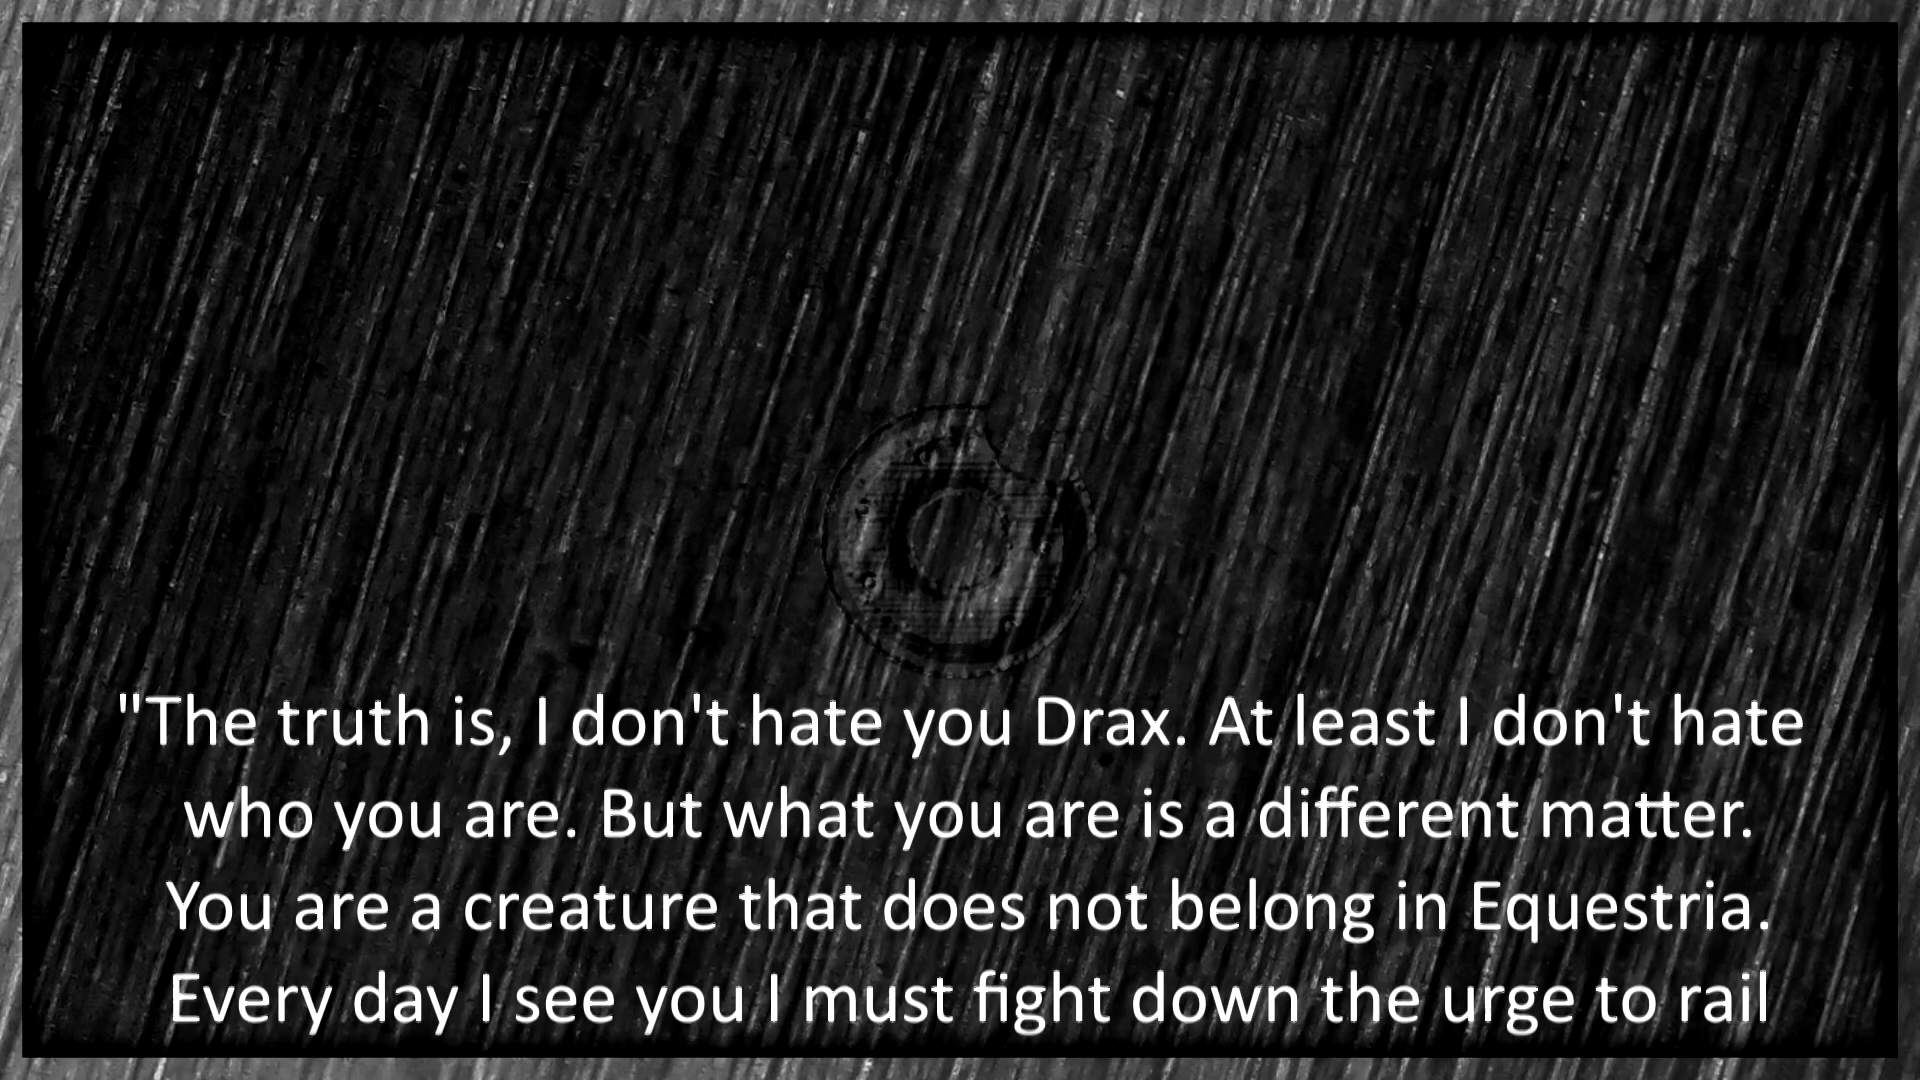 "The truth is, I don't hate you Drax. At least I don't hate
who you are. But what you are is a different matter.
You are a creature that does not belong in Equestria.
Every day I see you I must fight down the urge to rail